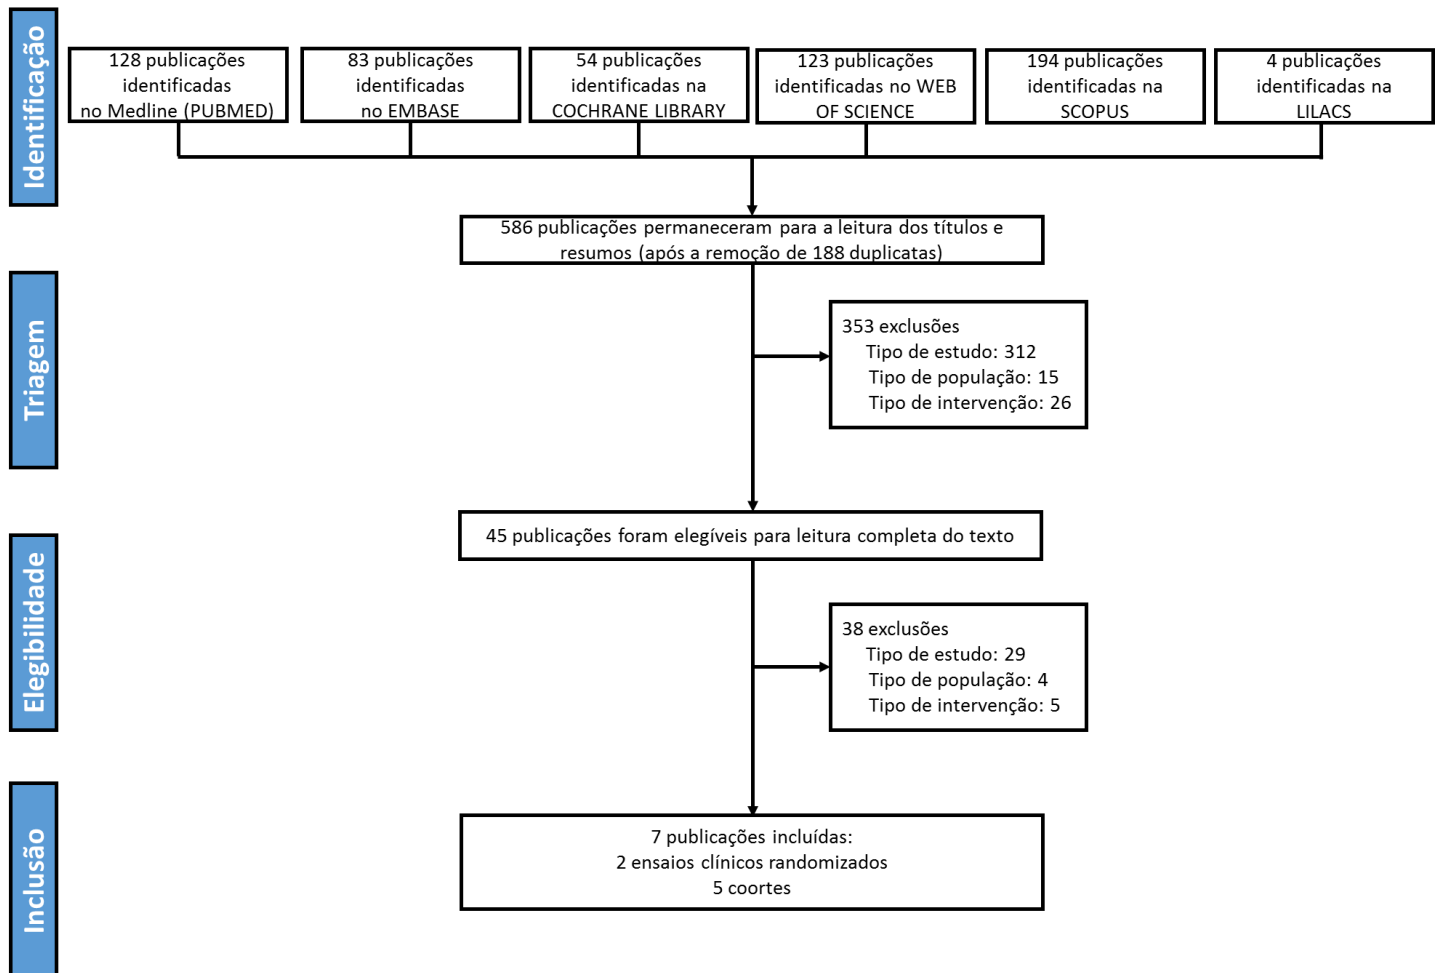 Identificação
128 publicações
identificadas
no Medline (PUBMED)
83 publicações
identificadas
no EMBASE
54 publicações
identificadas na
COCHRANE LIBRARY
123 publicações
identificadas no WEB
OF SCIENCE
194 publicações
identificadas na
SCOPUS
4 publicações
identificadas na
LILACS
586 publicações permaneceram para a leitura dos títulos e
resumos (após a remoção de 188 duplicatas)
Triagem
353 exclusões
Tipo de estudo: 312
Tipo de população: 15
Tipo de intervenção: 26
45 publicações foram elegíveis para leitura completa do texto
Elegibilidade
38 exclusões
Tipo de estudo: 29
Tipo de população: 4
Tipo de intervenção: 5
Inclusão
7 publicações incluídas:
2 ensaios clínicos randomizados
5 coortes